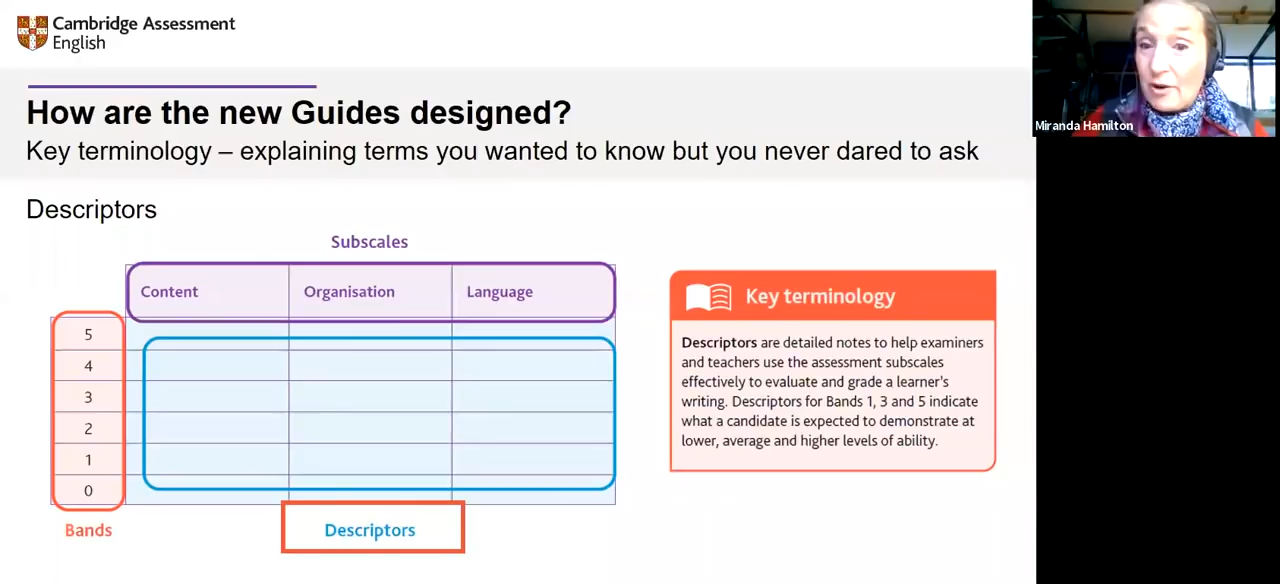 Cambridge Assessment
English
Miranda Hamilton
How are the new Guides designed?
Key terminology – explaining terms you wanted to know but you never dared to ask
Descriptors
Subscales
Content Organisation Language
5
4
3
2
1
0
Bands
Descriptors
Key terminology
Descriptors are detailed notes to help examiners
and teachers use the assessment subscales
effectively to evaluate and grade a learner's
writing. Descriptors for Bands 1, 3 and 5 indicate
what a candidate is expected to demonstrate at
lower, average and higher levels of ability.